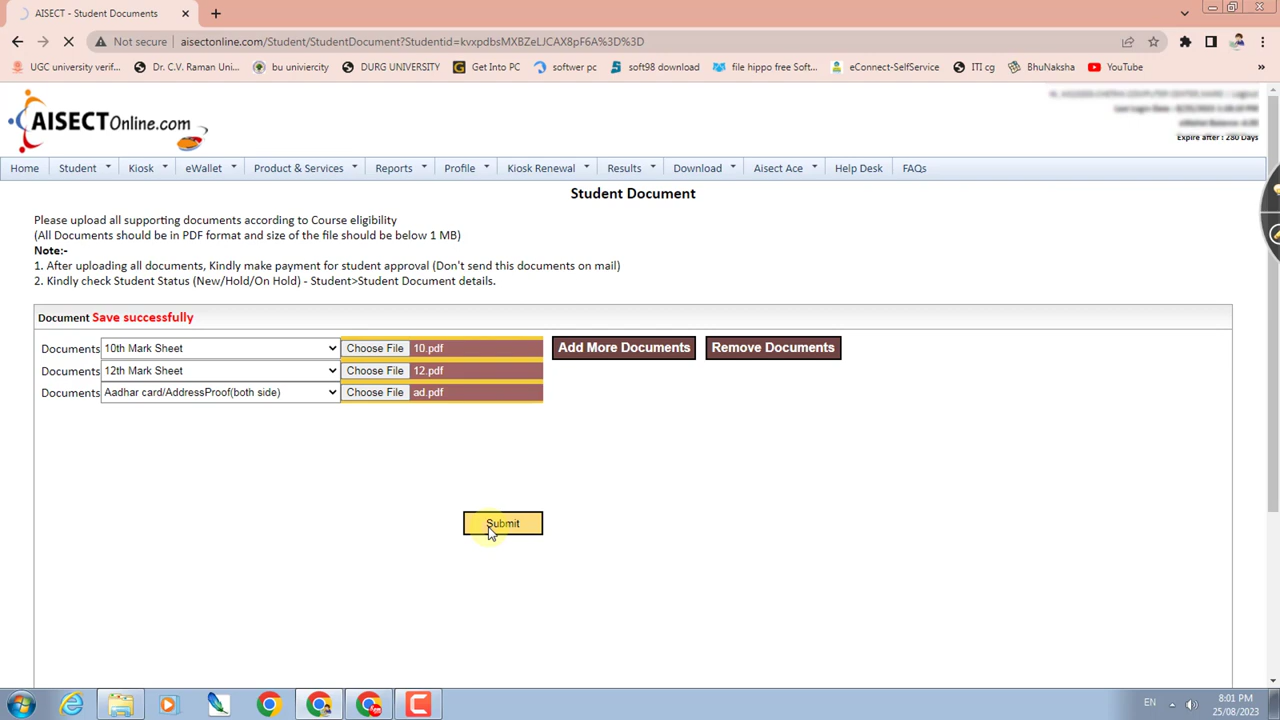 AISECT - Student Documents
Not secure aisectonline.com/Student/StudentDocument?Studentid=kvxpdbsMXBZeLJCAX8pF6A%3D%3D
UGC university verif... Dr. C.V. Raman Uni... bu univiercity DURG UNIVERSITY Get Into PC softwer pc soft98 download file hippo free Soft... eConnect-SelfService ITI cg BhuNaksha YouTube »
AISECTOnline.com
Expire after : 280 Days
Home Student Kiosk eWallet Product & Services Reports Profile Kiosk Renewal Results Download Aisect Ace Help Desk FAQs
Student Document
Please upload all supporting documents according to Course eligibility
(All Documents should be in PDF format and size of the file should be below 1 MB)
Note:-
1. After uploading all documents, Kindly make payment for student approval (Don't send this documents on mail)
2. Kindly check Student Status (New/Hold/On Hold) - Student>Student Document details.
Document Save successfully
Documents 10th Mark Sheet Choose File 10.pdf Add More Documents Remove Documents
Documents 12th Mark Sheet Choose File 12.pdf
Documents Aadhar card/AddressProof(both side) Choose File ad.pdf
Submit
EN 8:01 PM
25/08/2023